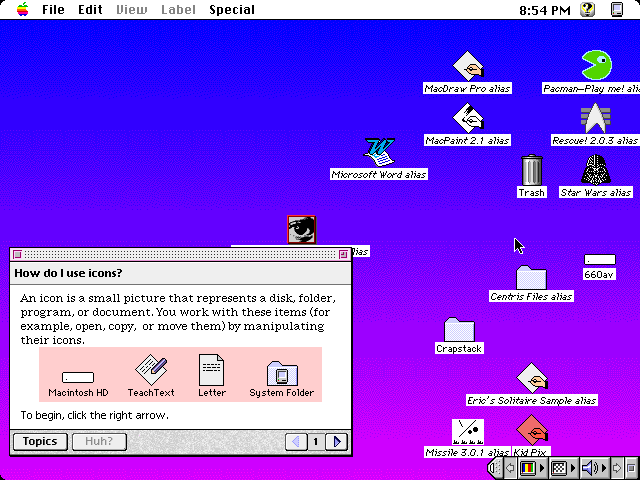 File Edit View Label Special 8:54 PM
MacDraw Pro alias
Pacman—Play me! ali
MacPaint 2.1 alias
Rescue! 2.0.3 alias
Microsoft Word alias
Trash
Star Wars alias
lias
660av
Centris Files alias
Crapstack
Eric's Solitaire Sample alias
Missile 3.0.1 alias
Kid Pix
How do I use icons?
An icon is a small picture that represents a disk, folder,
program, or document. You work with these items (for
example, open, copy, or move them) by manipulating
their icons.
Macintosh HD TeachText Letter System Folder
To begin, click the right arrow.
Topics Huh? 1